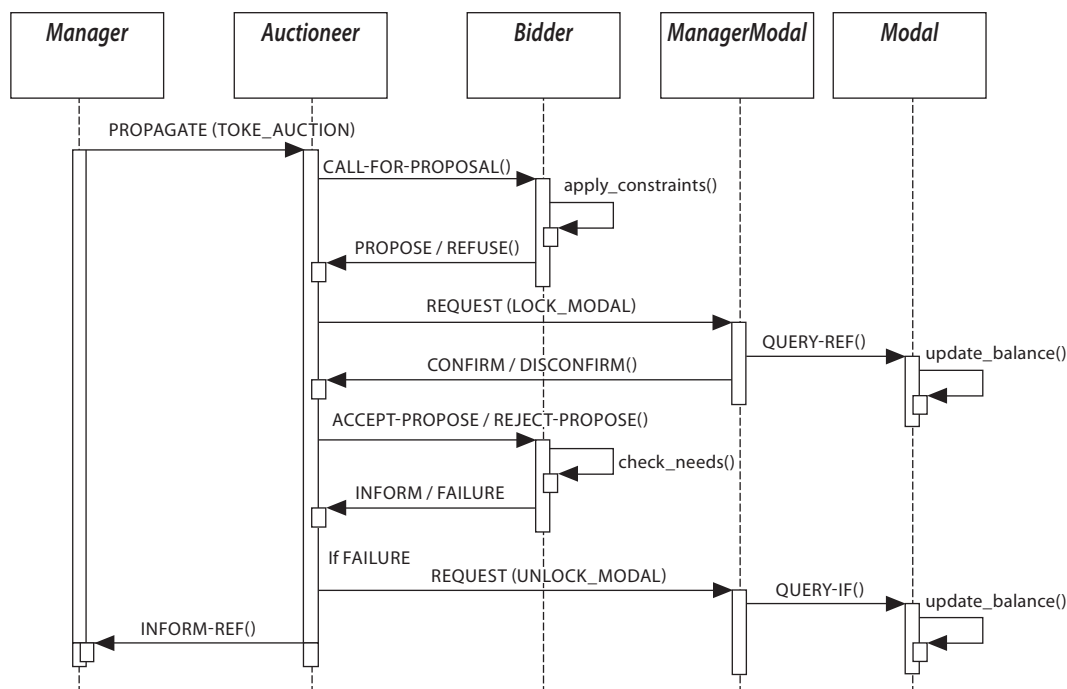 Manager
Auctioneer
Bidder
ManagerModal
Modal
PROPAGATE (TOKE_AUCTION)
CALL-FOR-PROPOSAL()
apply_constraints()
PROPOSE / REFUSE()
REQUEST (LOCK_MODAL)
QUERY-REF()
update_balance()
CONFIRM / DISCONFIRM()
ACCEPT-PROPOSE / REJECT-PROPOSE()
check_needs()
INFORM / FAILURE
If FAILURE
REQUEST (UNLOCK_MODAL)
QUERY-IF()
update_balance()
INFORM-REF()